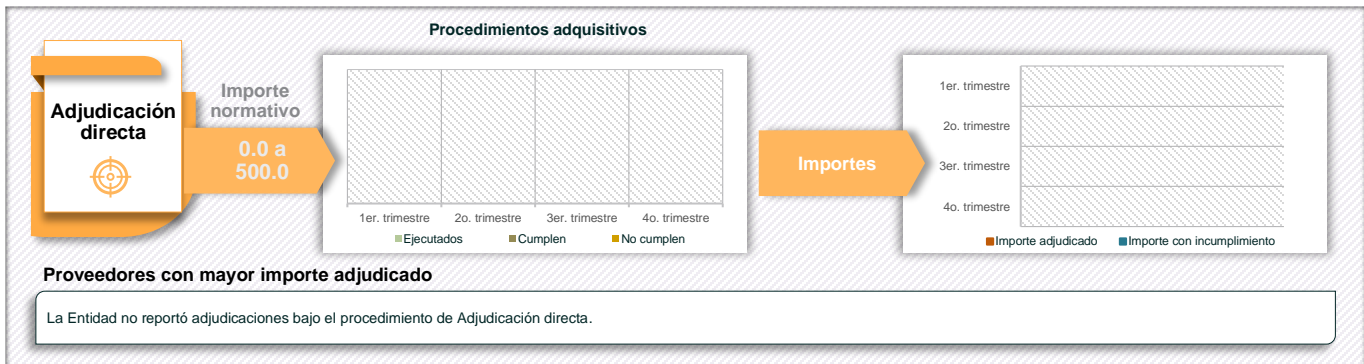 Procedimientos adquisitivos
Adjudicación
directa
Importe
normativo
0.0 a
500.0
1er. trimestre
2o. trimestre
3er. trimestre
4o. trimestre
Ejecutados
Cumplen
No cumplen
Importes
1er. trimestre
2o. trimestre
3er. trimestre
4o. trimestre
Importe adjudicado
Importe con incumplimiento
Proveedores con mayor importe adjudicado
La Entidad no reportó adjudicaciones bajo el procedimiento de Adjudicación directa.